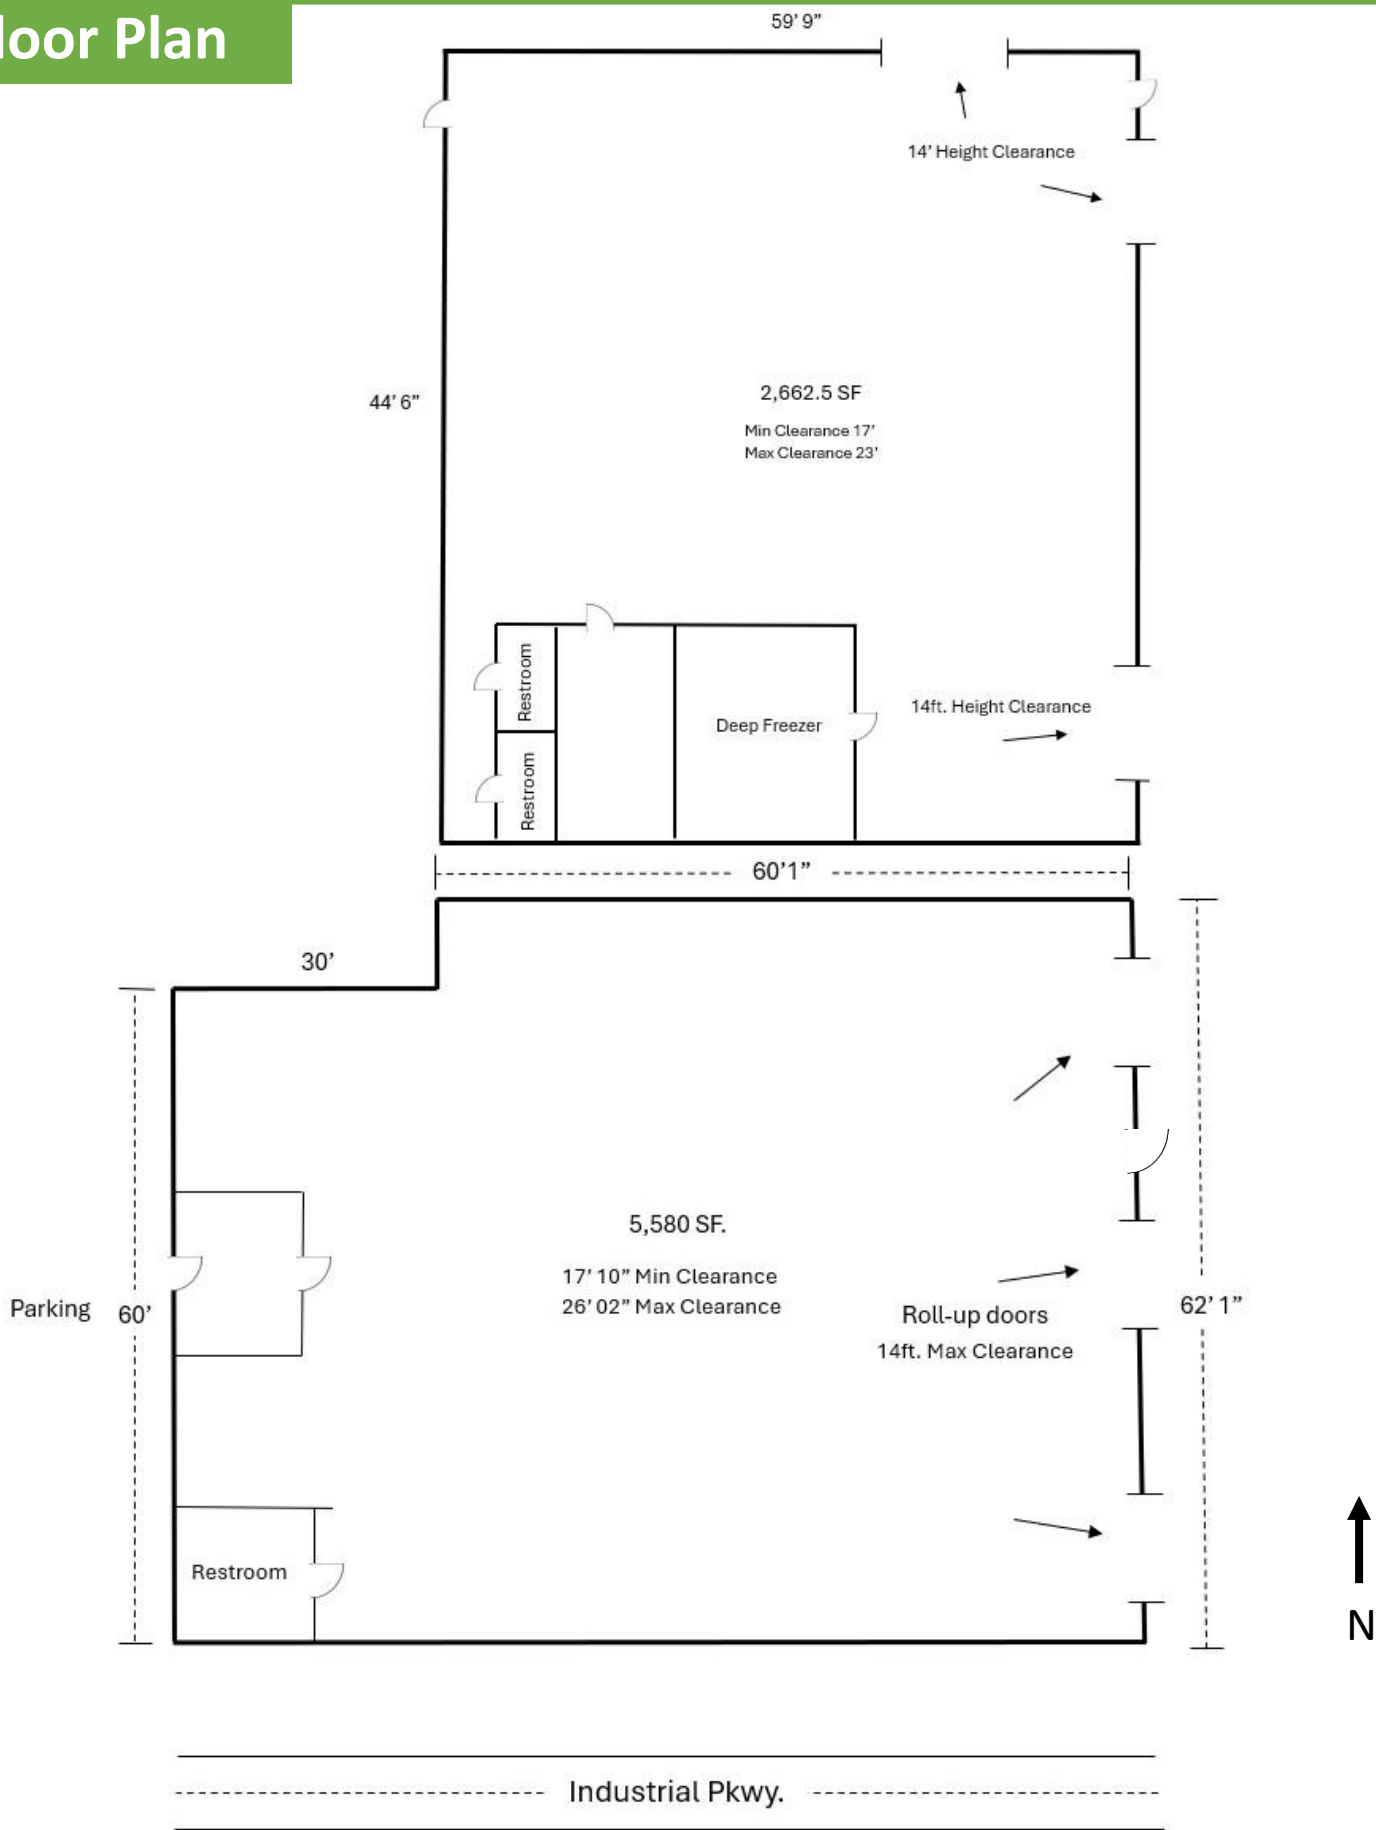 loor Plan
59' 9”
14’ Height Clearance
44’ 6”
2,662.5 SF
Min Clearance 17’
Max Clearance 23’
Restroom
Restroom
Deep Freezer
14ft. Height Clearance
60’1”
30’
5,580 SF.
17’ 10” Min Clearance
26’ 02” Max Clearance
Parking
60’
Roll-up doors
14ft. Max Clearance
62’ 1”
Restroom
N
Industrial Pkwy.